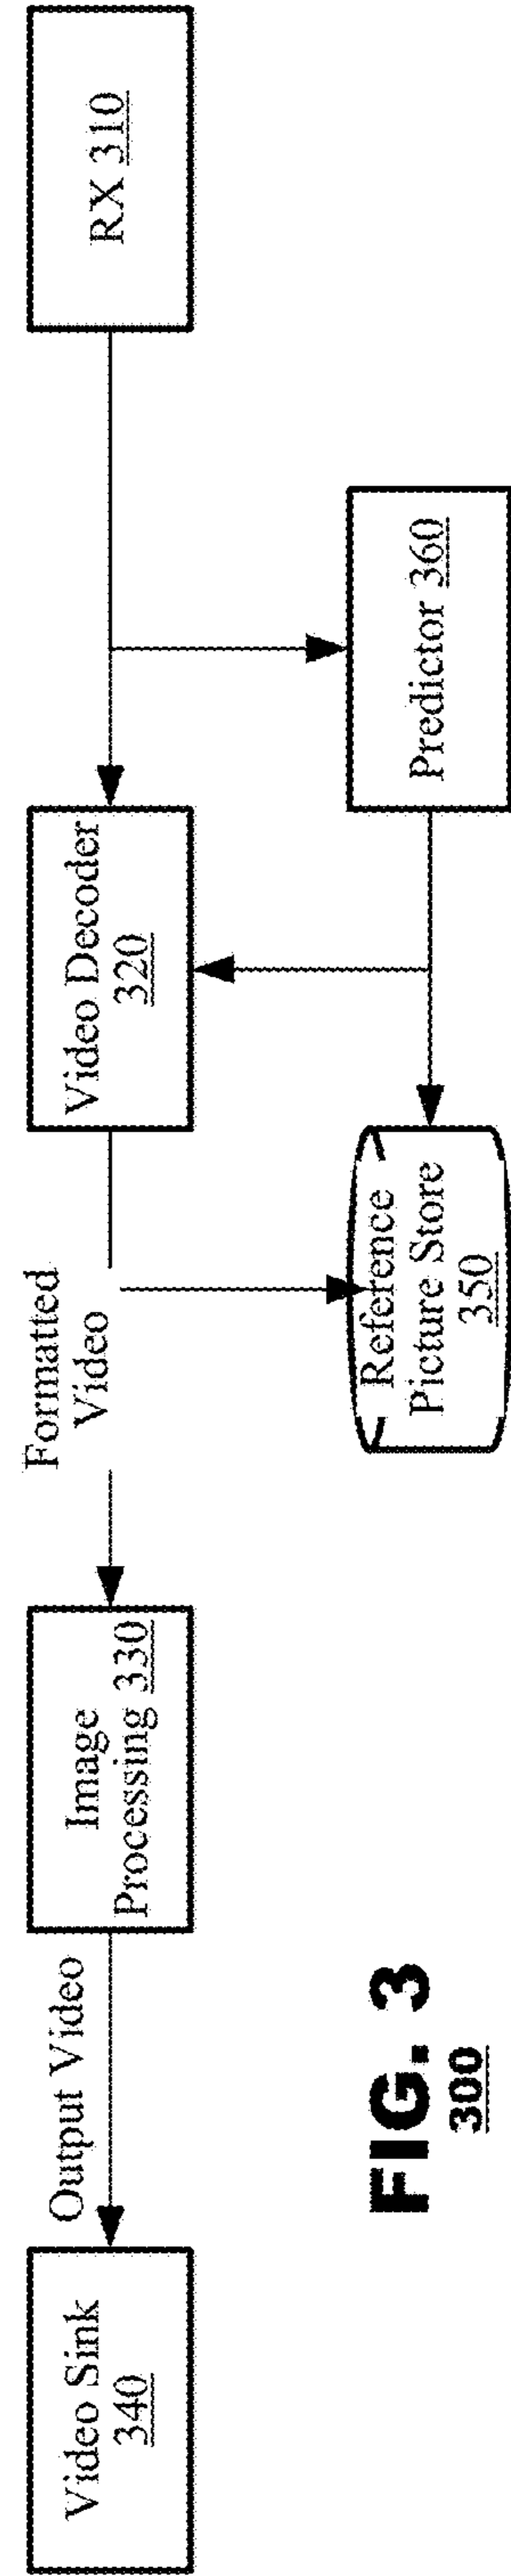 Video Sink
340
Output Video
Image
Processing 330
Formatted
Video
Video Decoder
320
RX 310
Reference
Picture Store
350
Predictor 360
FIG. 3
300